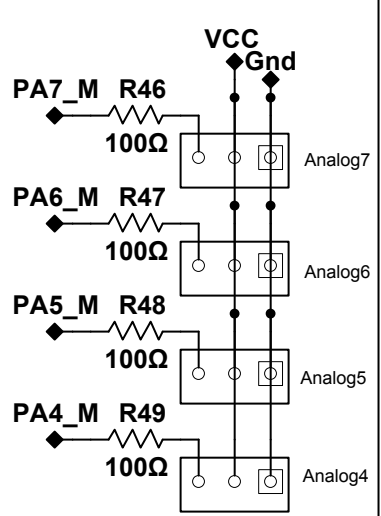 VCC
Gnd
PA7_M R46
100Ω
Analog7
PA6_M R47
100Ω
Analog6
PA5_M R48
100Ω
Analog5
PA4_M R49
100Ω
Analog4